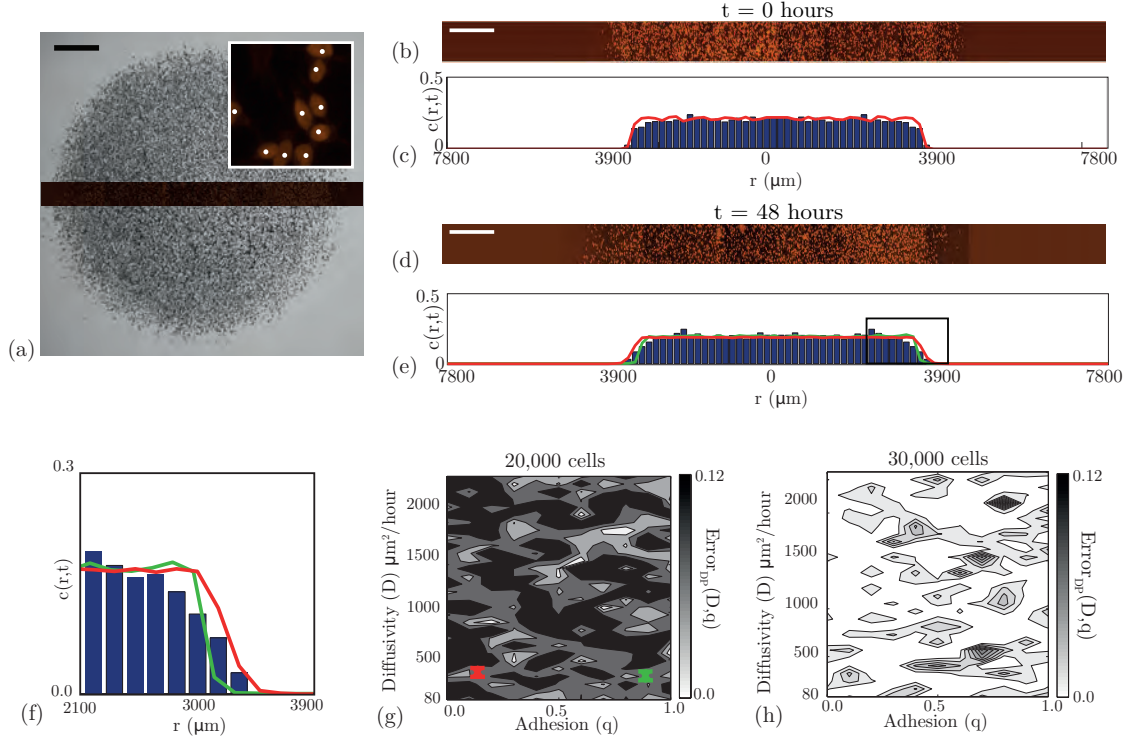 t = 0 hours
(a)
(b)
0.5
c(r,t)
0
(c)
7800 3900 0 3900 7800
r (μm)
t = 48 hours
(d)
0.5
c(r,t)
0
(e)
7800 3900 0 3900 7800
r (μm)
0.3
c(r,t)
0.0
(f)
2100 3000 3900
r (μm)
20,000 cells
Diffusivity (D) μm²/hour
2000
1500
1000
500
80
(g)
0.0 0.5 1.0
Adhesion (q)
0.12
0.0
Error_DP(D,q)
30,000 cells
Diffusivity (D) μm²/hour
2000
1500
1000
500
80
(h)
0.0 0.5 1.0
Adhesion (q)
0.12
0.0
Error_DP(D,q)